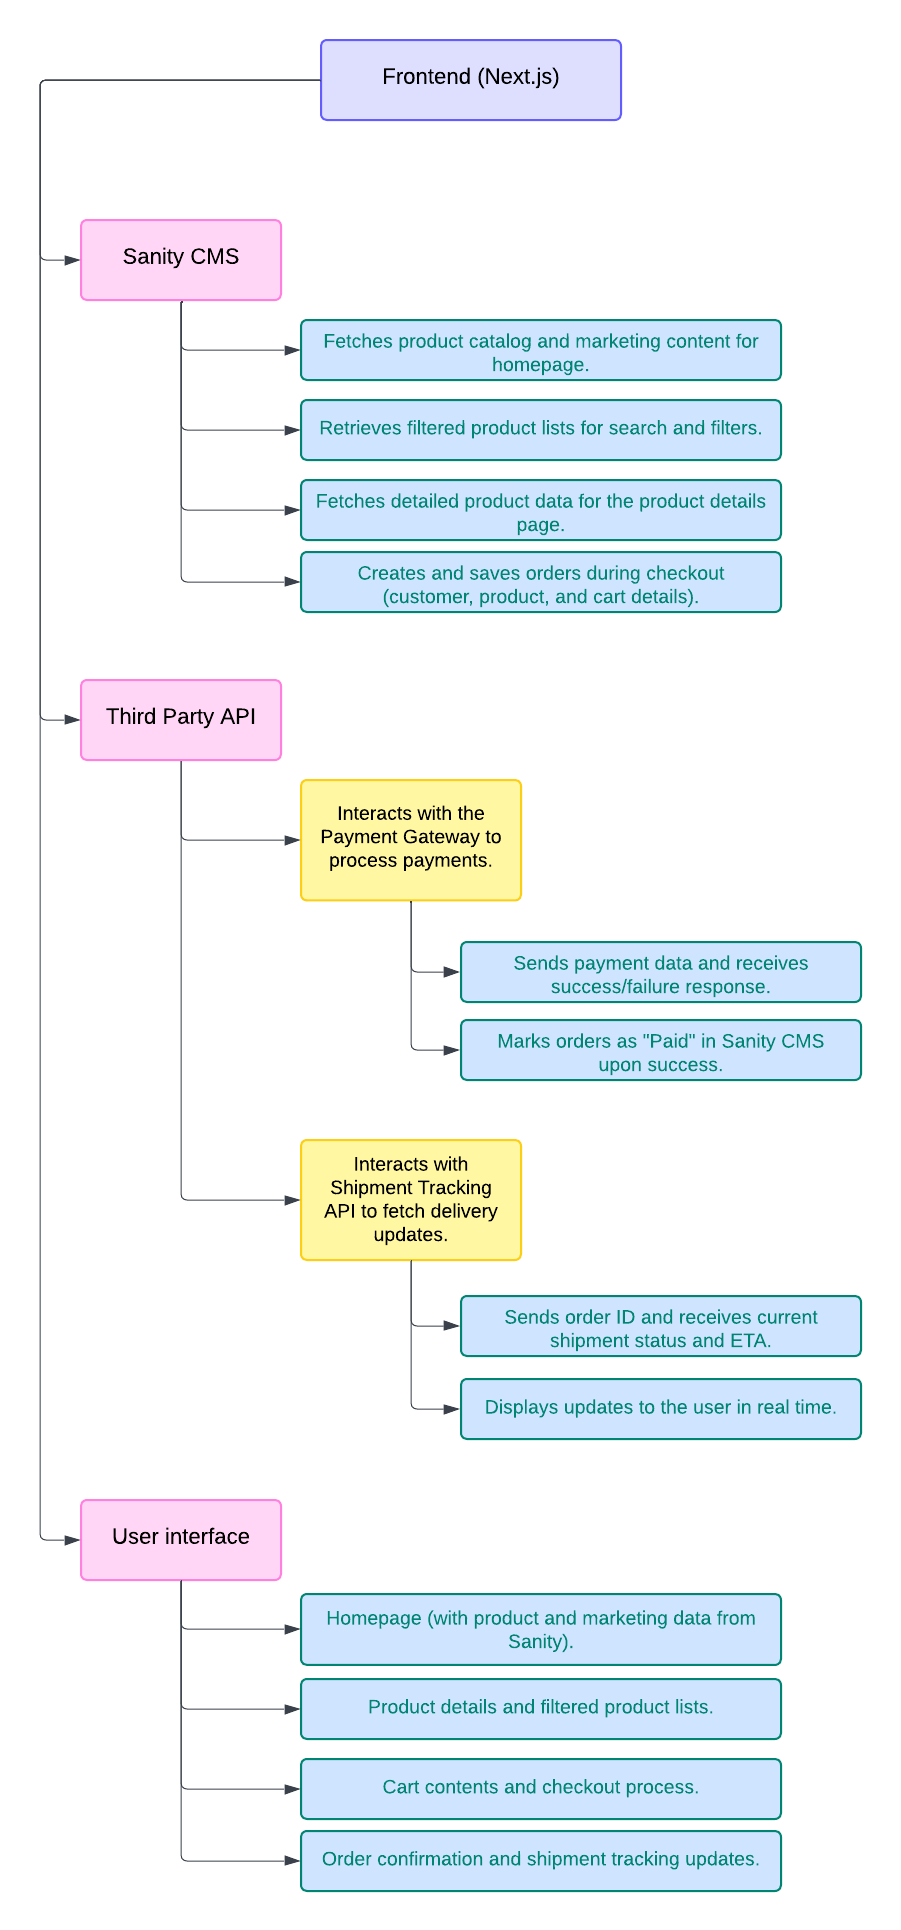 Frontend (Next.js)
Sanity CMS
Fetches product catalog and marketing content for
homepage.
Retrieves filtered product lists for search and filters.
Fetches detailed product data for the product details
page.
Creates and saves orders during checkout
(customer, product, and cart details).
Third Party API
Interacts with the
Payment Gateway to
process payments.
Sends payment data and receives
success/failure response.
Marks orders as "Paid" in Sanity CMS
upon success.
Interacts with
Shipment Tracking
API to fetch delivery
updates.
Sends order ID and receives current
shipment status and ETA.
Displays updates to the user in real time.
User interface
Homepage (with product and marketing data from
Sanity).
Product details and filtered product lists.
Cart contents and checkout process.
Order confirmation and shipment tracking updates.